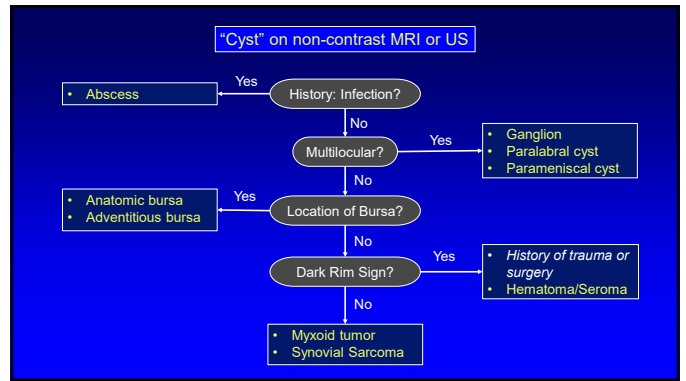 “Cyst” on non-contrast MRI or US
Yes
• Abscess
History: Infection?
No
Multilocular?
Yes
• Ganglion
• Paralabral cyst
• Parameniscal cyst
No
• Anatomic bursa
• Adventitious bursa
Yes
Location of Bursa?
No
Dark Rim Sign?
Yes
• History of trauma or
surgery
• Hematoma/Seroma
No
• Myxoid tumor
• Synovial Sarcoma